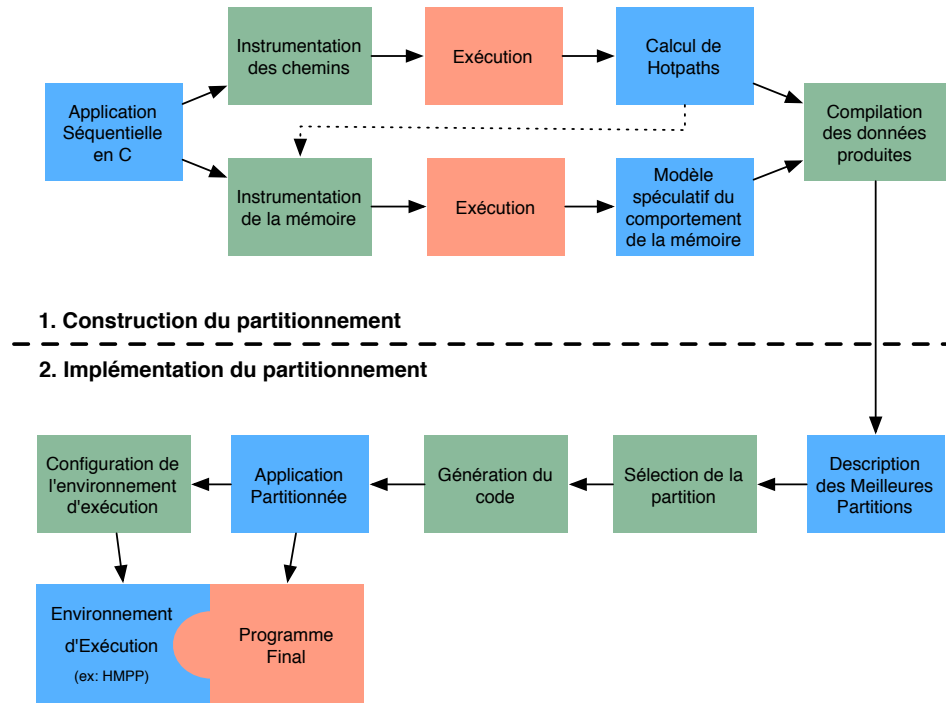 Instrumentation
des chemins
Exécution
Calcul de
Hotpaths
Application
Séquentielle
en C
Compilation
des données
produites
Instrumentation
de la mémoire
Exécution
Modèle
spéculatif du
comportement
de la mémoire
1. Construction du partitionnement
2. Implémentation du partitionnement
Configuration de
l'environnement
d'exécution
Application
Partitionnée
Génération du
code
Sélection de la
partition
Description
des Meilleures
Partitions
Environnement
d'Exécution
(ex: HMPP)
Programme
Final